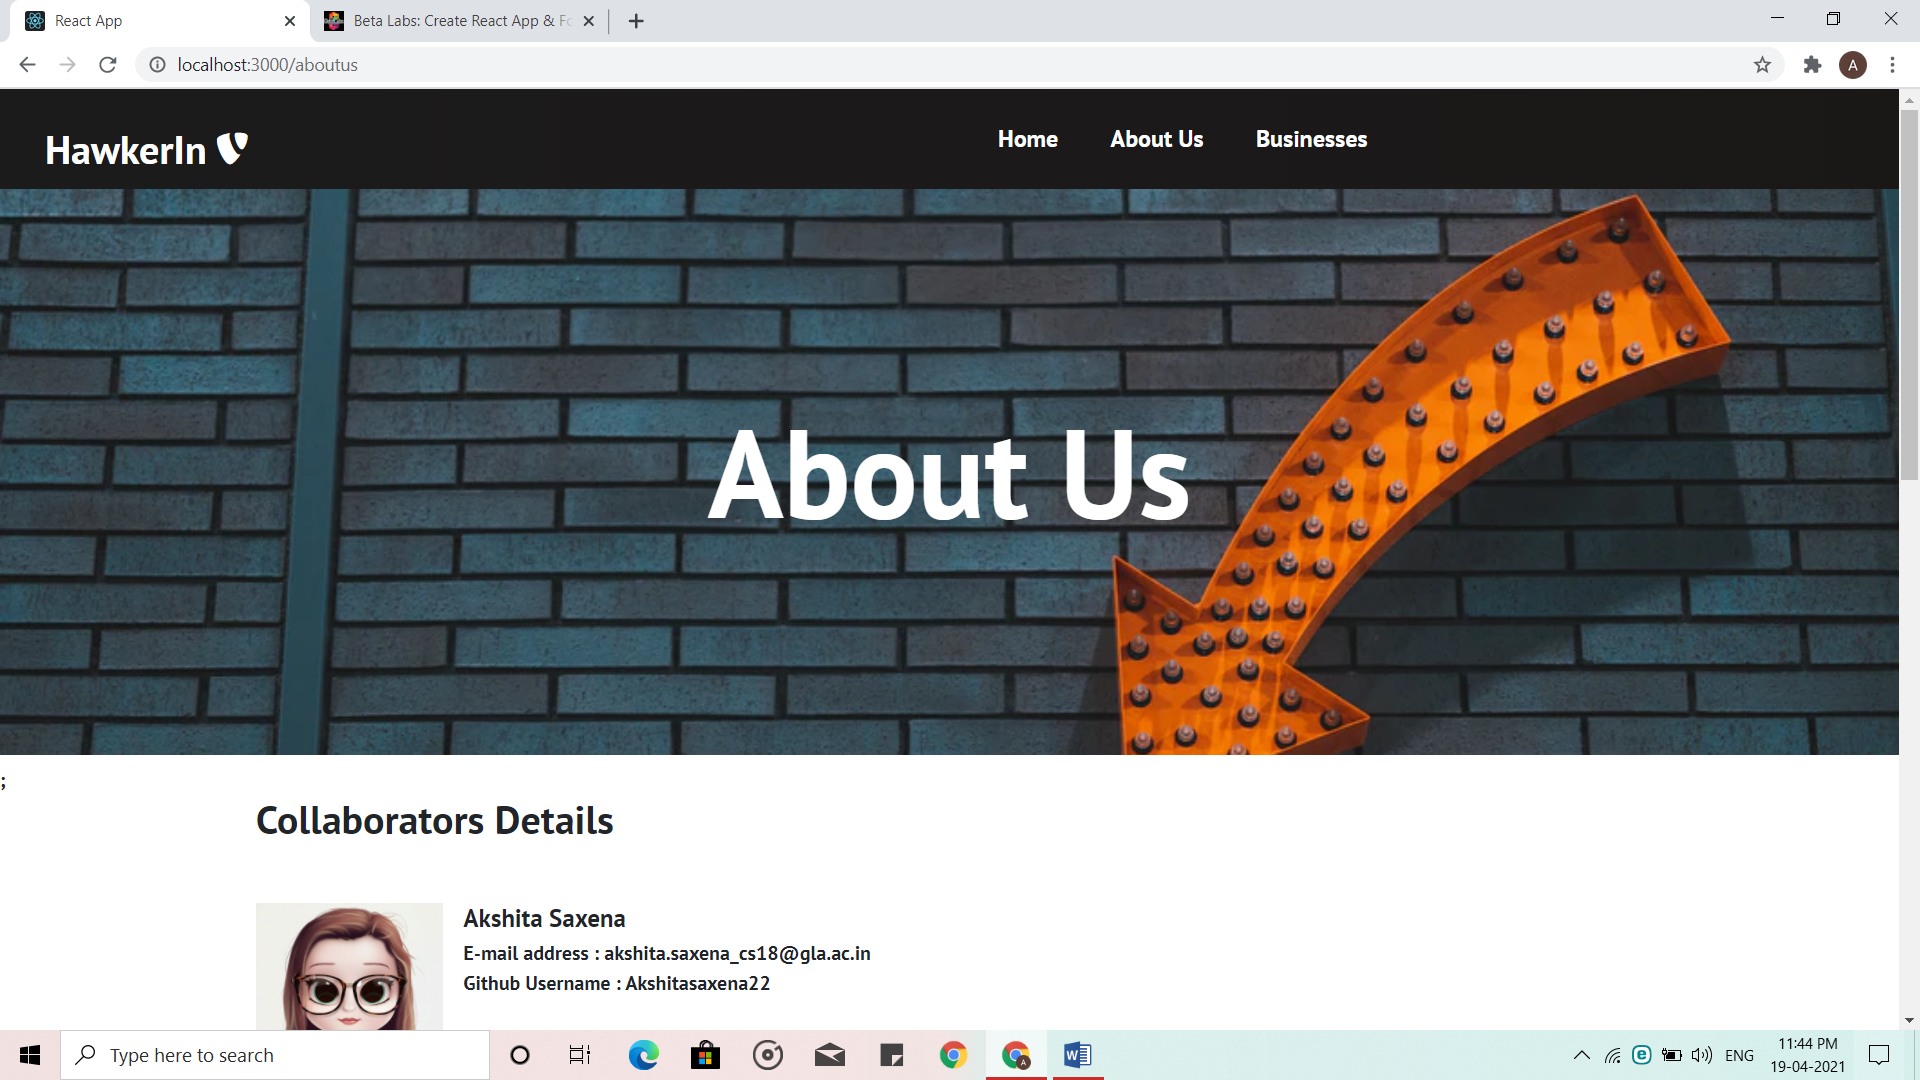 React App
Beta Labs: Create React App & Fo
localhost:3000/aboutus
A
HawkerIn
Home
About Us
Businesses
About Us
;
Collaborators Details
Akshita Saxena
E-mail address : akshita.saxena_cs18@gla.ac.in
Github Username : Akshitasaxena22
Type here to search
ENG
11:44 PM
19-04-2021